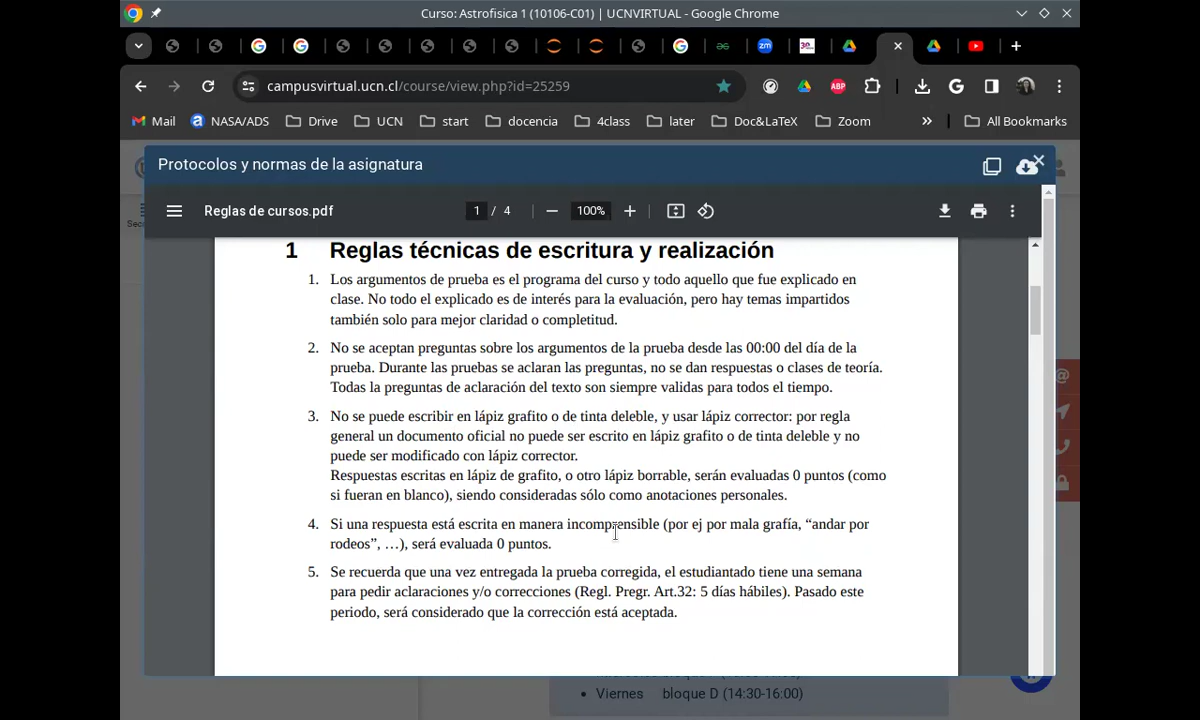 Curso: Astrofisica 1 (10106-C01) | UCNVIRTUAL - Google Chrome
campusvirtual.ucn.cl/course/view.php?id=25259
Mail NASA/ADS Drive UCN start docencia 4class later Doc&LaTeX Zoom » All Bookmarks
Protocolos y normas de la asignatura
Reglas de cursos.pdf 1 / 4 — 100% +
1 Reglas técnicas de escritura y realización
1. Los argumentos de prueba es el programa del curso y todo aquello que fue explicado en
clase. No todo el explicado es de interés para la evaluación, pero hay temas impartidos
también solo para mejor claridad o completitud.
2. No se aceptan preguntas sobre los argumentos de la prueba desde las 00:00 del día de la
prueba. Durante las pruebas se aclaran las preguntas, no se dan respuestas o clases de teoría.
Todas la preguntas de aclaración del texto son siempre validas para todos el tiempo.
3. No se puede escribir en lápiz grafito o de tinta deleble, y usar lápiz corrector: por regla
general un documento oficial no puede ser escrito en lápiz grafito o de tinta deleble y no
puede ser modificado con lápiz corrector.
Respuestas escritas en lápiz de grafito, o otro lápiz borrable, serán evaluadas 0 puntos (como
si fueran en blanco), siendo consideradas sólo como anotaciones personales.
4. Si una respuesta está escrita en manera incomprensible (por ej por mala grafía, “andar por
rodeos”, …), será evaluada 0 puntos.
5. Se recuerda que una vez entregada la prueba corregida, el estudiantado tiene una semana
para pedir aclaraciones y/o correcciones (Regl. Pregr. Art.32: 5 días hábiles). Pasado este
periodo, será considerado que la corrección está aceptada.
• Viernes bloque D (14:30-16:00)